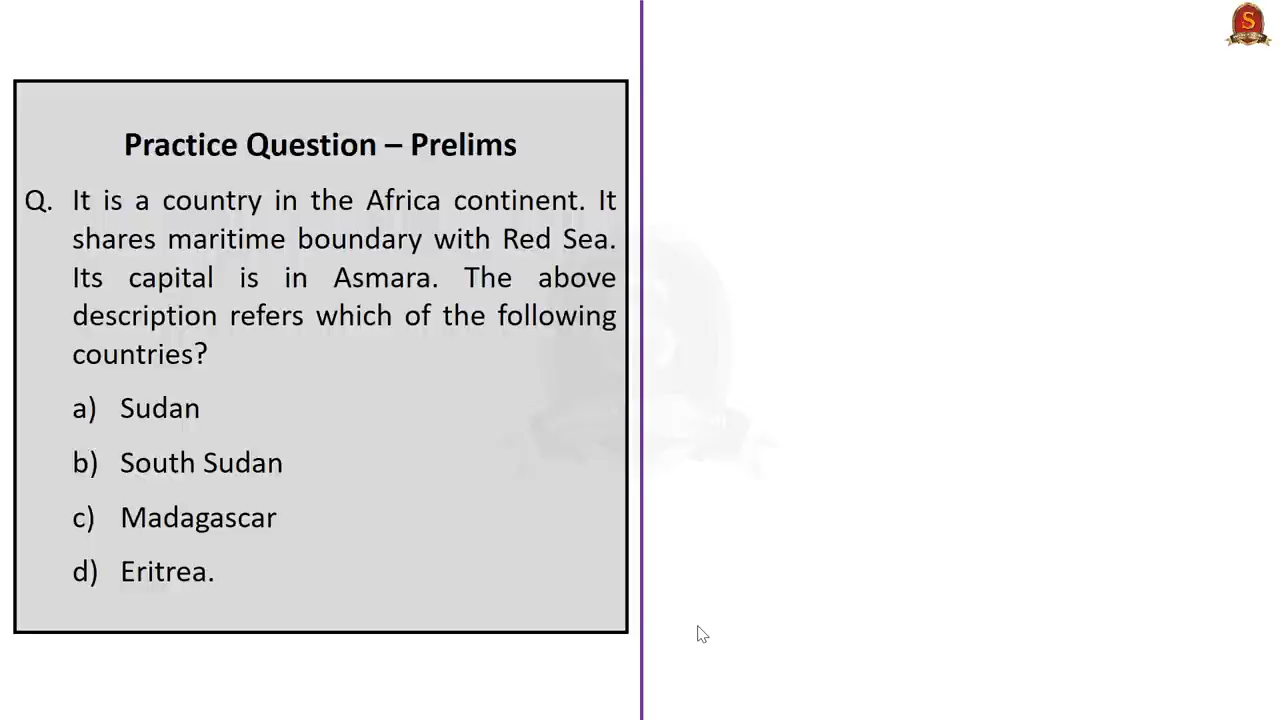 S
Practice Question – Prelims
Q. It is a country in the Africa continent. It
shares maritime boundary with Red Sea.
Its capital is in Asmara. The above
description refers which of the following
countries?
a) Sudan
b) South Sudan
c) Madagascar
d) Eritrea.